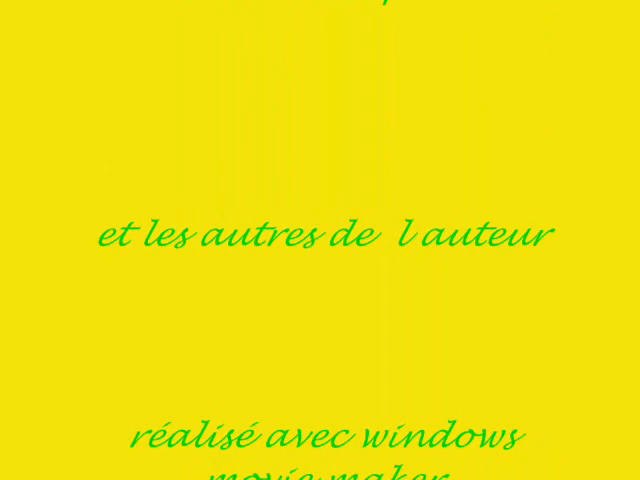 et les autres de l auteur
réalisé avec windows
movie maker